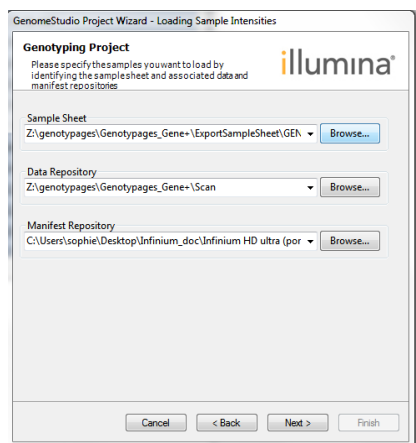 GenomeStudio Project Wizard - Loading Sample Intensities
Genotyping Project
Please specify the samples you want to load by
identifying the sample sheet and associated data and
manifest repositories
illumina®
Sample Sheet
Z:\genotypages\Genotypages_Gene+\ExportSampleSheet\GEN
Browse...
Data Repository
Z:\genotypages\Genotypages_Gene+\Scan
Browse...
Manifest Repository
C:\Users\sophie\Desktop\Infinium_doc\Infinium HD ultra (por
Browse...
Cancel
< Back
Next >
Finish